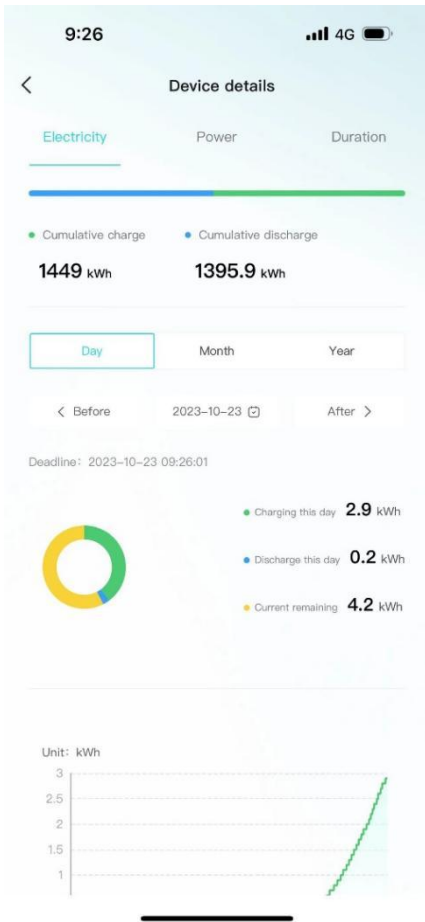 9:26 4G
Device details
Electricity Power Duration
Cumulative charge Cumulative discharge
1449 kWh 1395.9 kWh
Day Month Year
< Before 2023-10-23 After >
Deadline: 2023-10-23 09:26:01
Charging this day 2.9 kWh
Discharge this day 0.2 kWh
Current remaining 4.2 kWh
Unit: kWh
3
2.5
2
1.5
1